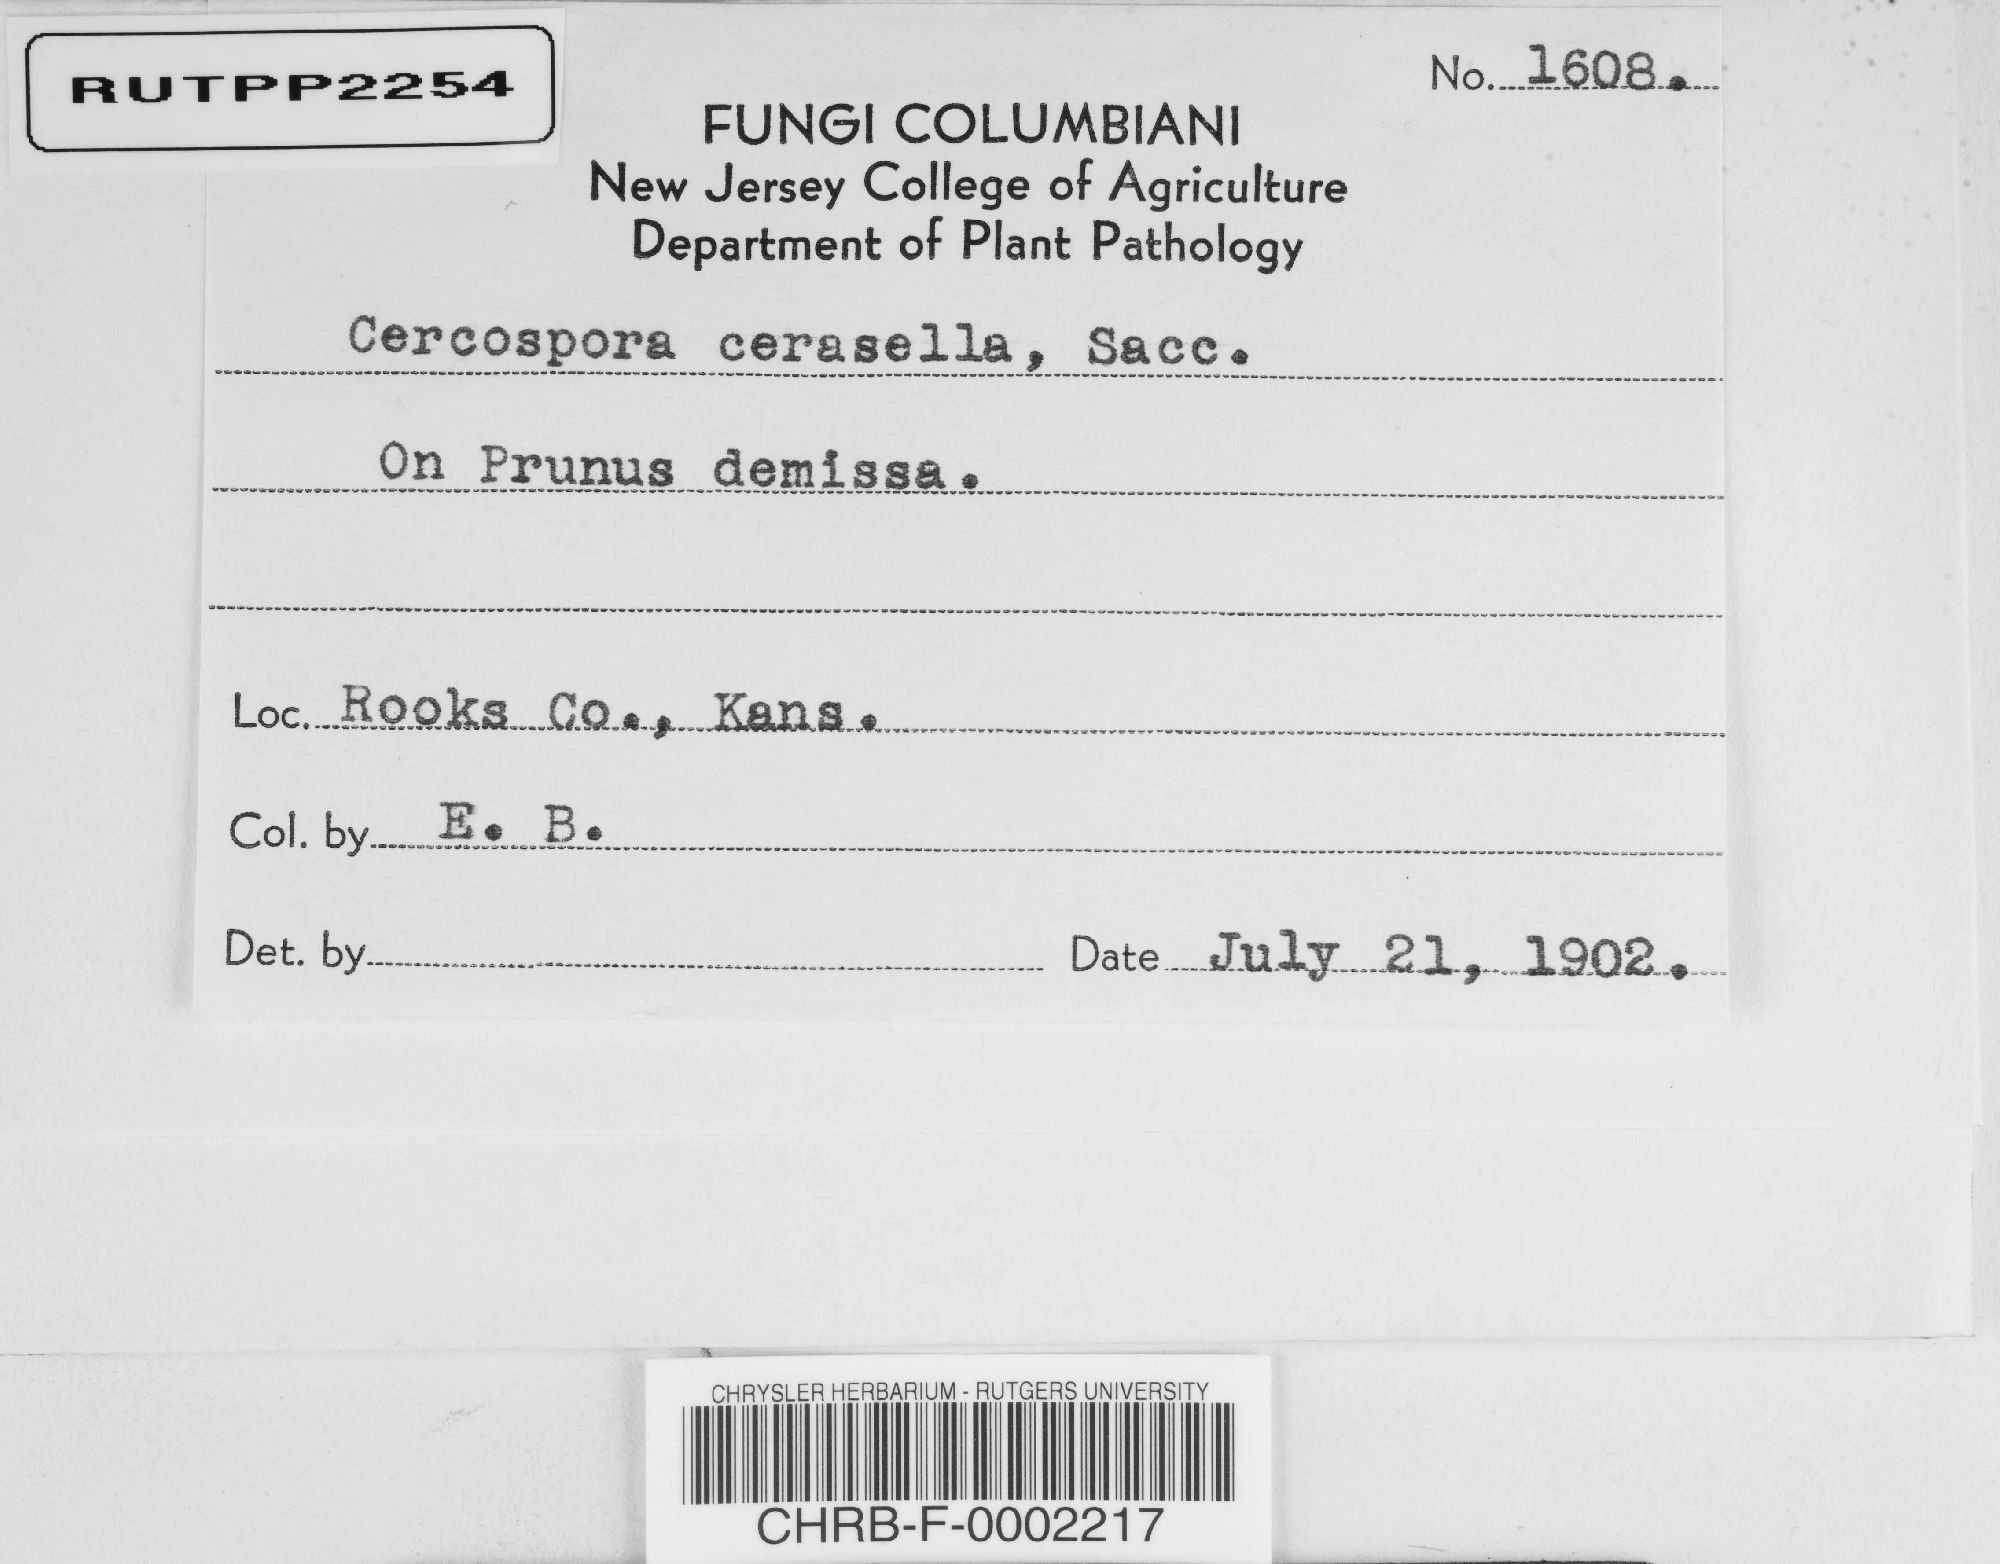 RUTPP2254
No. 1608.
FUNGI COLUMBIANI
New Jersey College of Agriculture
Department of Plant Pathology
Cercospora cerasella, Sacc.
On Prunus demissa.
Loc. Rooks Co., Kans.
Col. by E. B.
Det. by
Date July 21, 1902.
CHRYSLER HERBARIUM - RUTGERS UNIVERSITY
CHRB-F-0002217